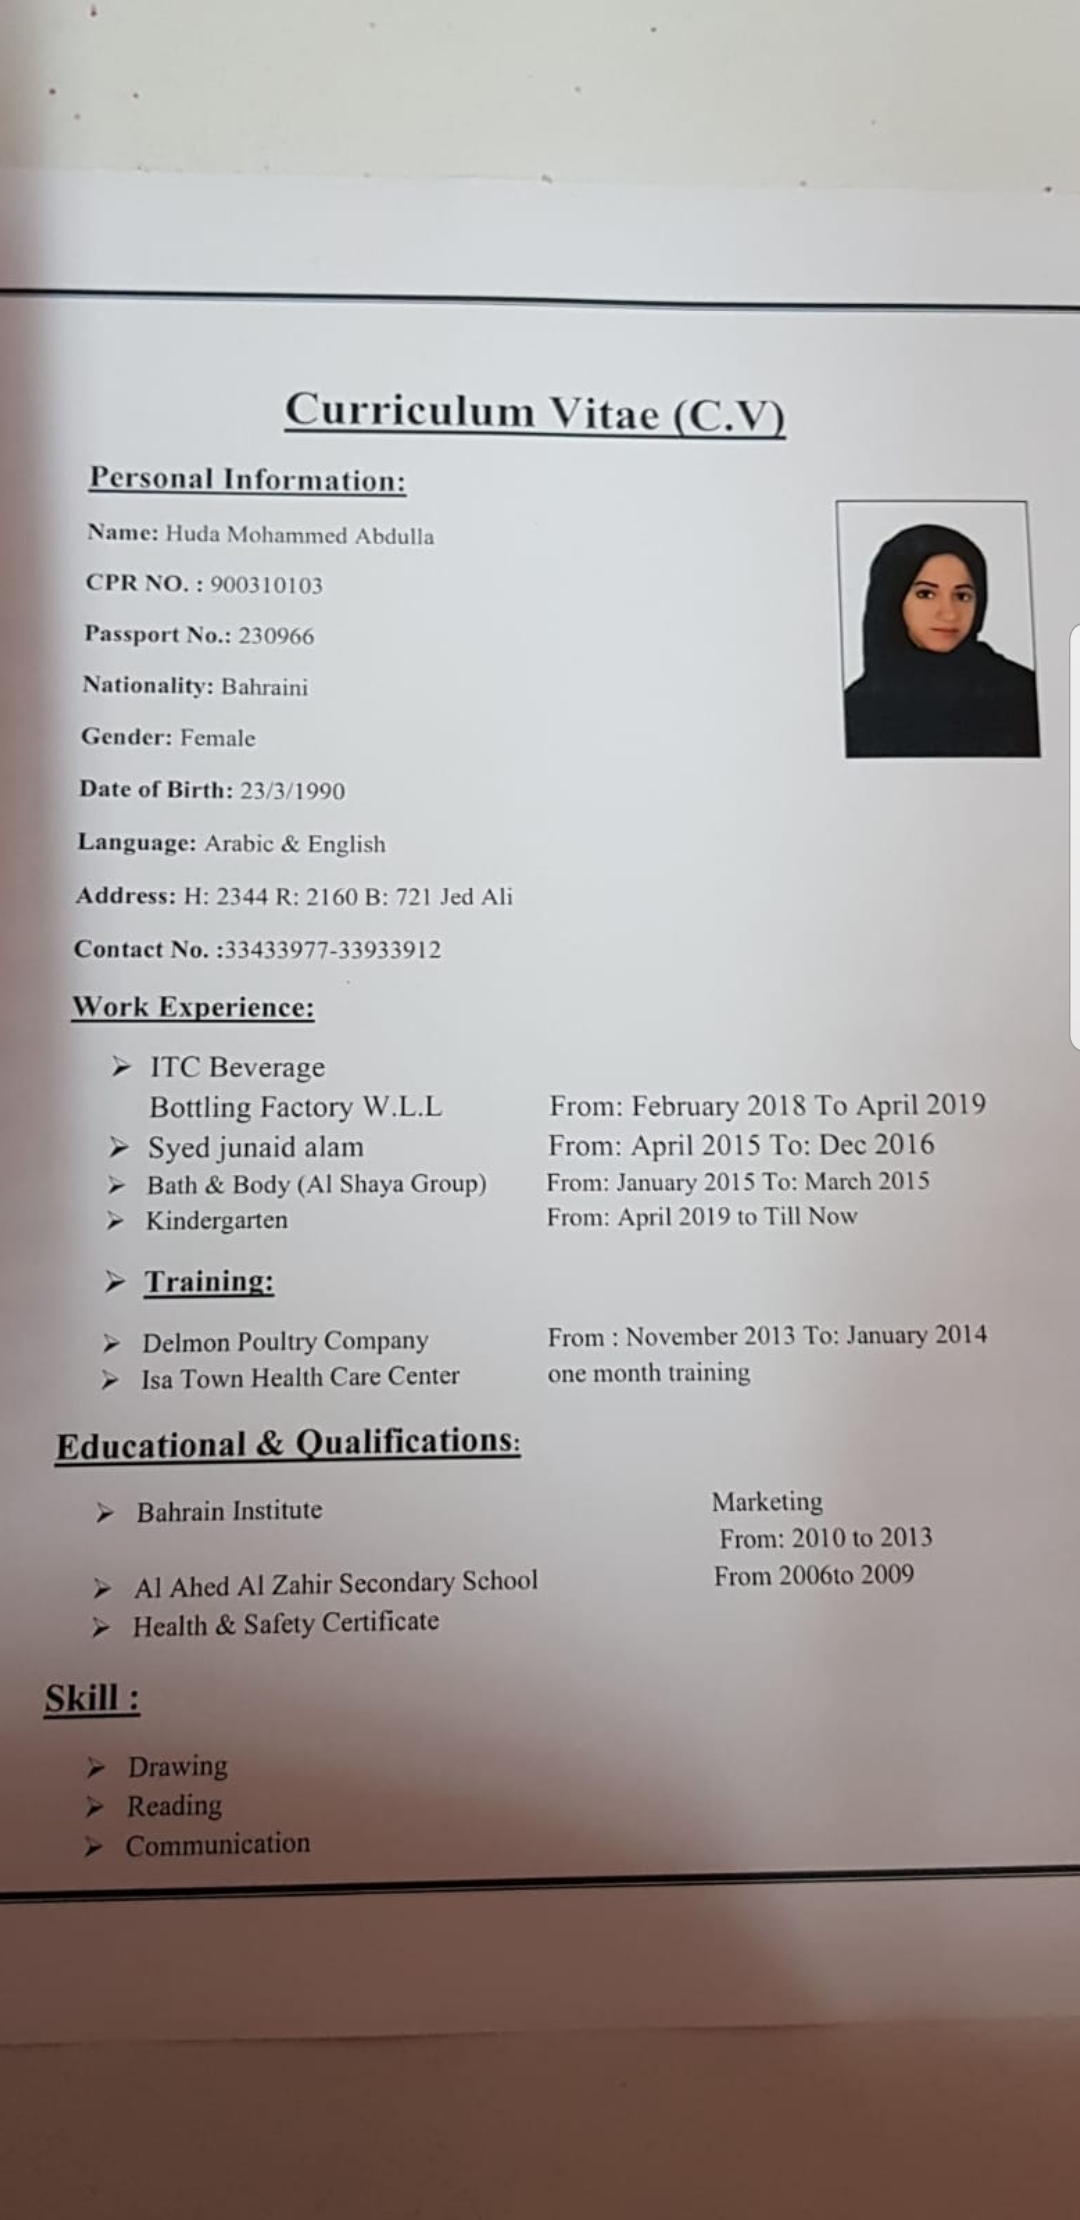 Curriculum Vitae (C.V)
Personal Information:
Name: Huda Mohammed Abdulla
CPR NO. : 900310103
Passport No.: 230966
Nationality: Bahraini
Gender: Female
Date of Birth: 23/3/1990
Language: Arabic & English
Address: H: 2344 R: 2160 B: 721 Jed Ali
Contact No. :33433977-33933912
Work Experience:
➢ ITC Beverage
Bottling Factory W.L.L From: February 2018 To April 2019
➢ Syed junaid alam From: April 2015 To: Dec 2016
➢ Bath & Body (Al Shaya Group) From: January 2015 To: March 2015
➢ Kindergarten From: April 2019 to Till Now
➢ Training:
➢ Delmon Poultry Company From : November 2013 To: January 2014
➢ Isa Town Health Care Center one month training
Educational & Qualifications:
➢ Bahrain Institute Marketing
From: 2010 to 2013
➢ Al Ahed Al Zahir Secondary School From 2006to 2009
➢ Health & Safety Certificate
Skill :
➢ Drawing
➢ Reading
➢ Communication